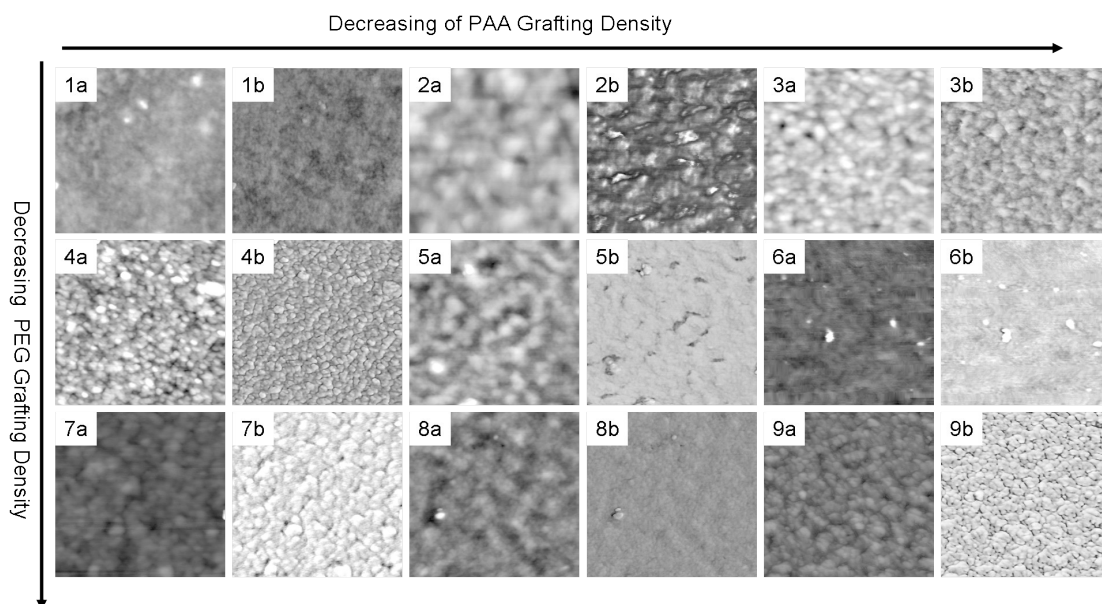 Decreasing of PAA Grafting Density
Decreasing PEG Grafting Density
1a
1b
2a
2b
3a
3b
4a
4b
5a
5b
6a
6b
7a
7b
8a
8b
9a
9b